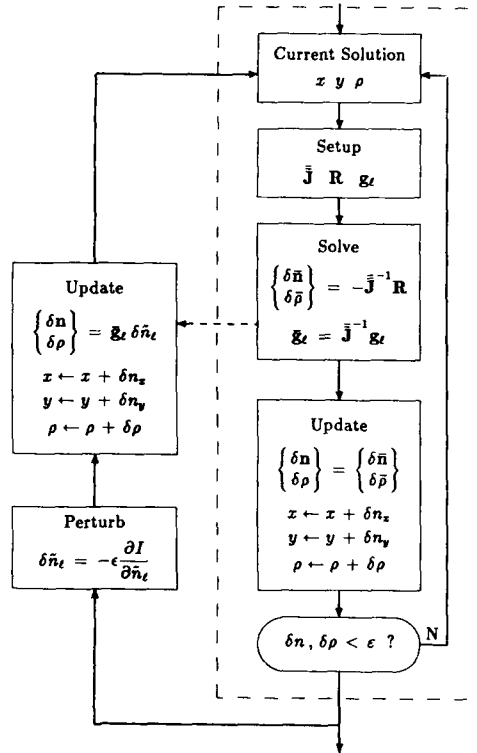 Current Solution
x y ρ
Setup
J̿ R g_ℓ
Solve
{δn̄ δρ̄} = -J̿⁻¹ R
ḡ_ℓ = J̿⁻¹ g_ℓ
Update
{δn δρ} = {δn̄ δρ̄}
x ← x + δn_x
y ← y + δn_y
ρ ← ρ + δρ
δn , δρ < ε ?
N
Perturb
δñ_ℓ = -ϵ ∂I/∂ñ_ℓ
Update
{δn δρ} = ḡ_ℓ δñ_ℓ
x ← x + δn_x
y ← y + δn_y
ρ ← ρ + δρ